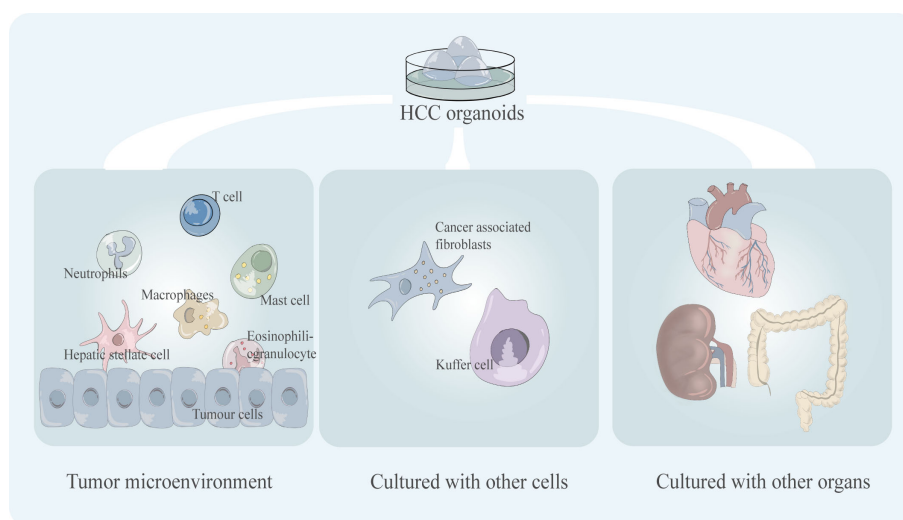 HCC organoids
T cell
Neutrophils
Macrophages
Mast cell
Hepatic stellate cell
Eosinophili-
ogranulocyte
Tumour cells
Cancer associated
fibroblasts
Kuffer cell
Tumor microenvironment
Cultured with other cells
Cultured with other organs